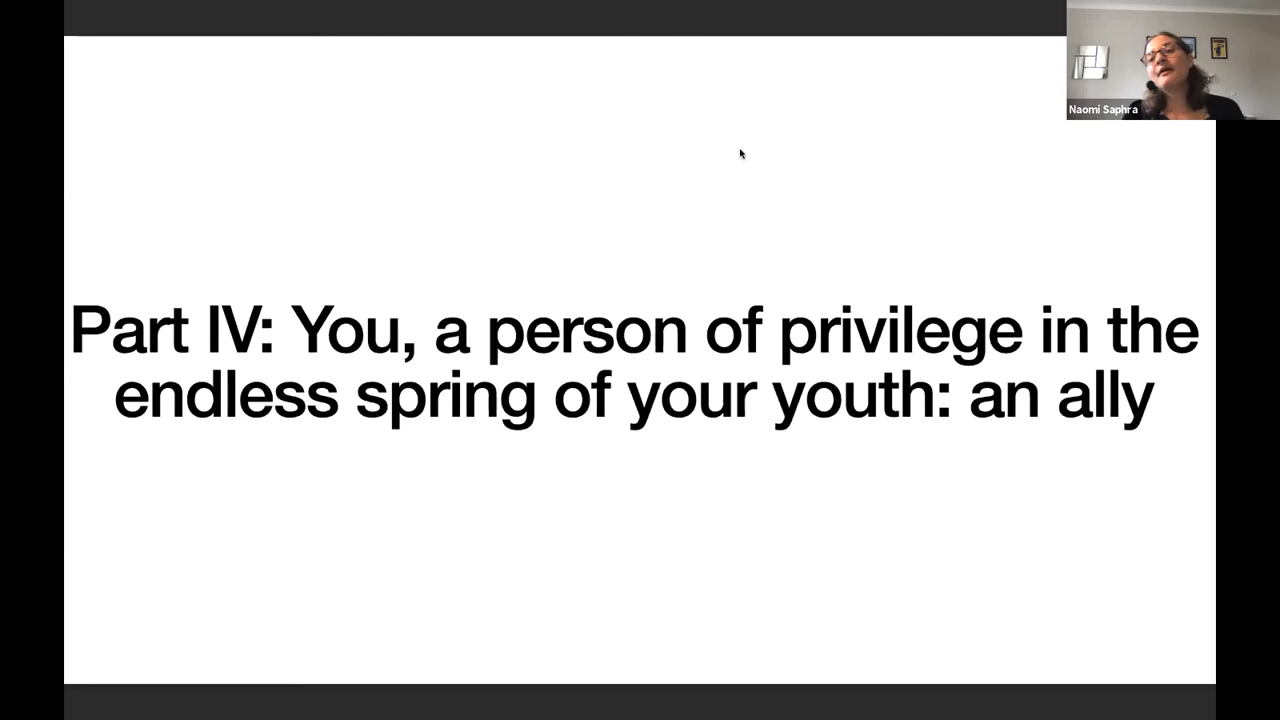 Naomi Saphra
Part IV: You, a person of privilege in the
endless spring of your youth: an ally